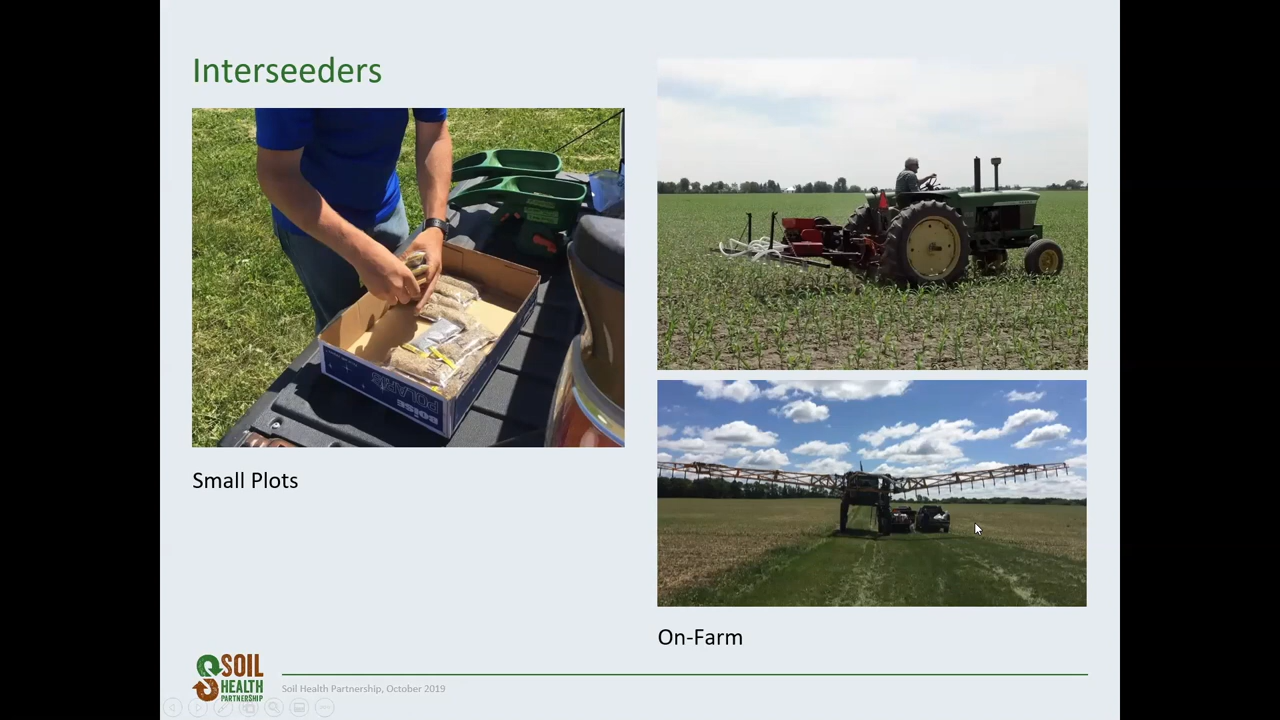 Interseeders
Small Plots
On-Farm
SOIL
HEALTH
PARTNERSHIP
Soil Health Partnership, October 2019